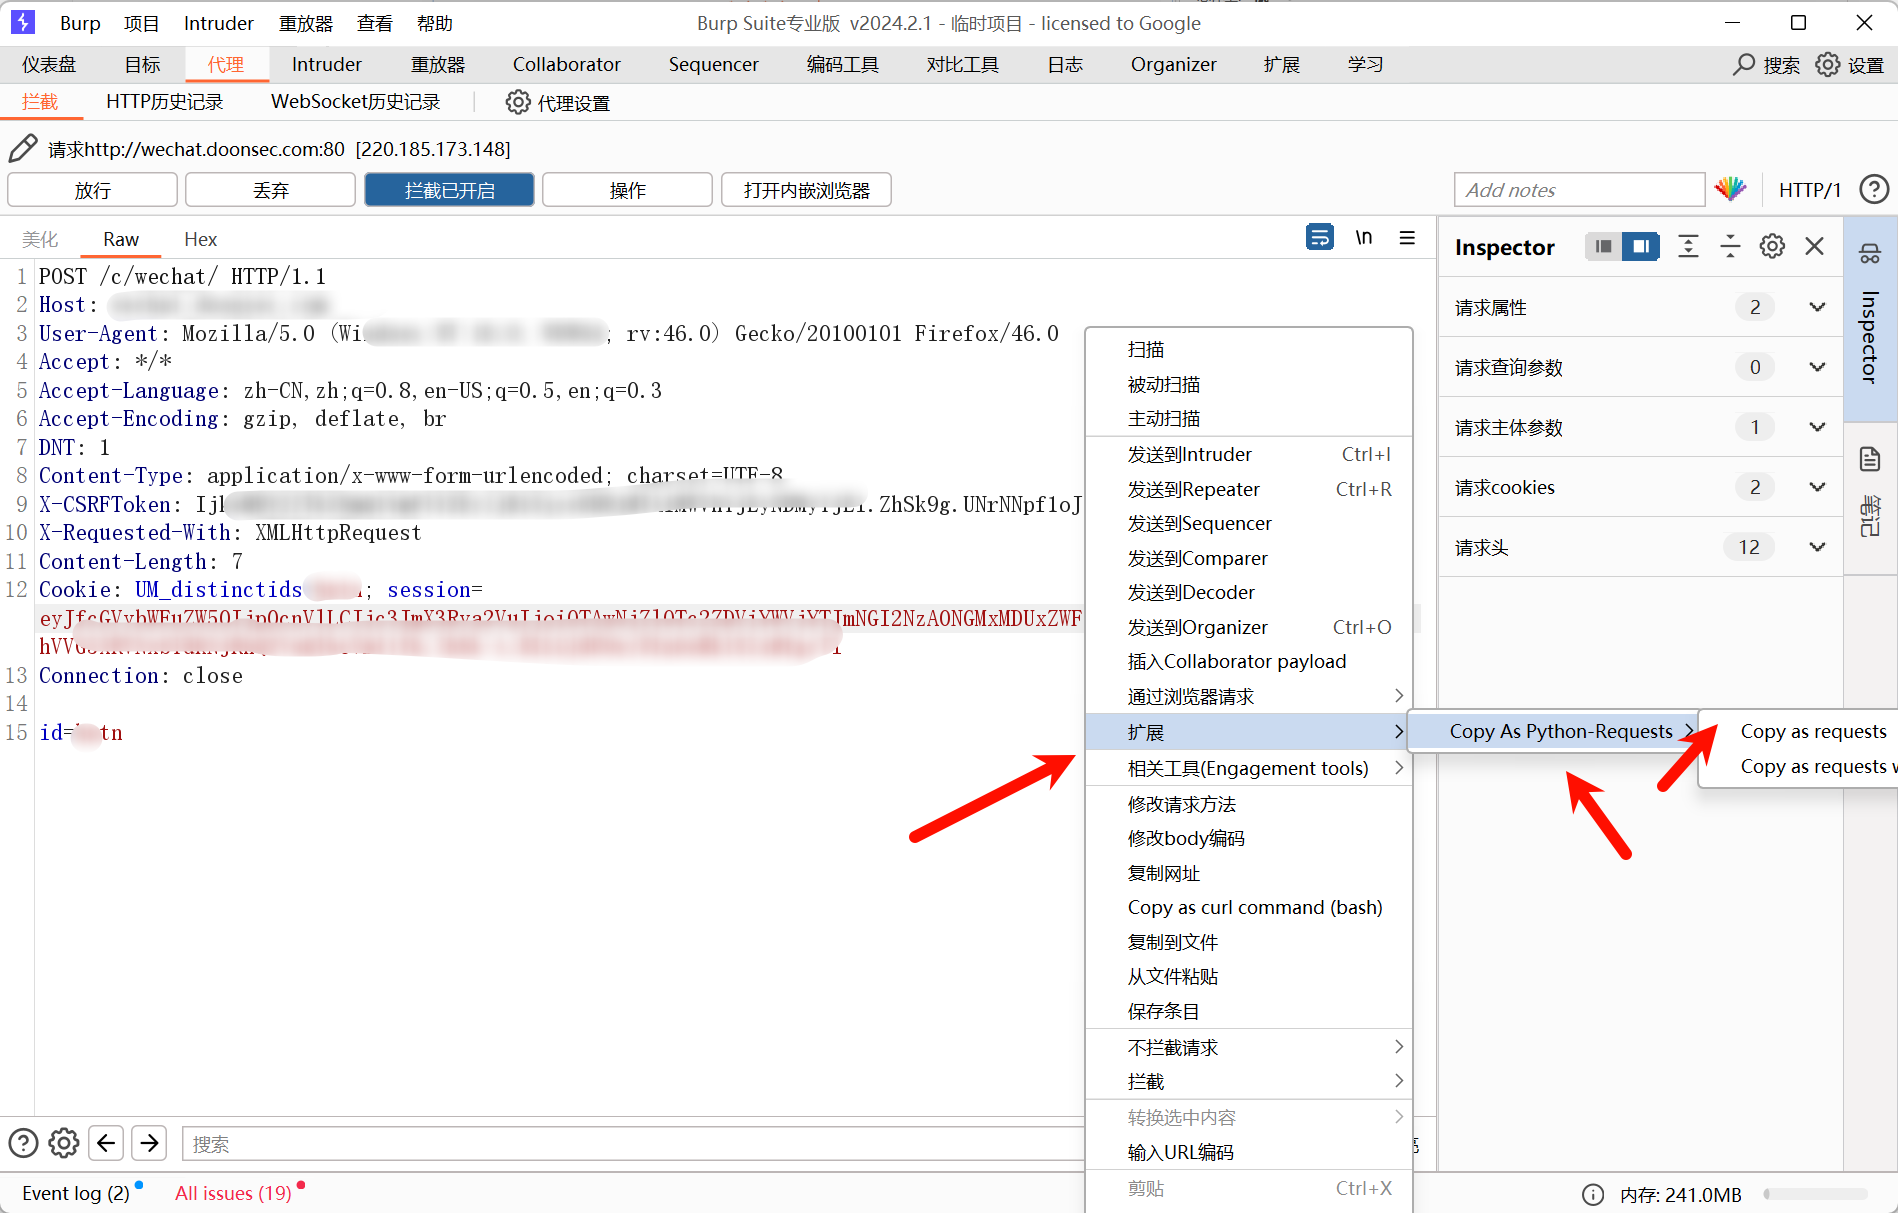 Burp 项目 Intruder 重放器 查看 帮助 Burp Suite专业版 v2024.2.1 - 临时项目 - licensed to Google
仪表盘 目标 代理 Intruder 重放器 Collaborator Sequencer 编码工具 对比工具 日志 Organizer 扩展 学习 搜索 设置
拦截 HTTP历史记录 WebSocket历史记录 代理设置
请求http://wechat.doonsec.com:80 [220.185.173.148]
放行 丢弃 拦截已开启 操作 打开内嵌浏览器 Add notes HTTP/1
美化 Raw Hex \n
1 POST /c/wechat/ HTTP/1.1
2 Host:
3 User-Agent: Mozilla/5.0 (Wi ; rv:46.0) Gecko/20100101 Firefox/46.0
4 Accept: */*
5 Accept-Language: zh-CN,zh;q=0.8,en-US;q=0.5,en;q=0.3
6 Accept-Encoding: gzip, deflate, br
7 DNT: 1
8 Content-Type: application/x-www-form-urlencoded; charset=UTF-8
9 X-CSRFToken: Ijh .ZhSk9g.UNrNNpf1oJ
10 X-Requested-With: XMLHttpRequest
11 Content-Length: 7
12 Cookie: UM_distinctids ; session=
13 Connection: close
14
15 id= tn
扫描
被动扫描
主动扫描
发送到Intruder Ctrl+I
发送到Repeater Ctrl+R
发送到Sequencer
发送到Comparer
发送到Decoder
发送到Organizer Ctrl+O
插入Collaborator payload
通过浏览器请求
扩展
相关工具(Engagement tools)
修改请求方法
修改body编码
复制网址
Copy as curl command (bash)
复制到文件
从文件粘贴
保存条目
不拦截请求
拦截
转换选中内容
输入URL编码
剪贴 Ctrl+X
Copy As Python-Requests
Copy as requests
Copy as requests w
Inspector
请求属性 2
请求查询参数 0
请求主体参数 1
请求cookies 2
请求头 12
Inspector
笔记
搜索
Event log (2) All issues (19) 内存: 241.0MB